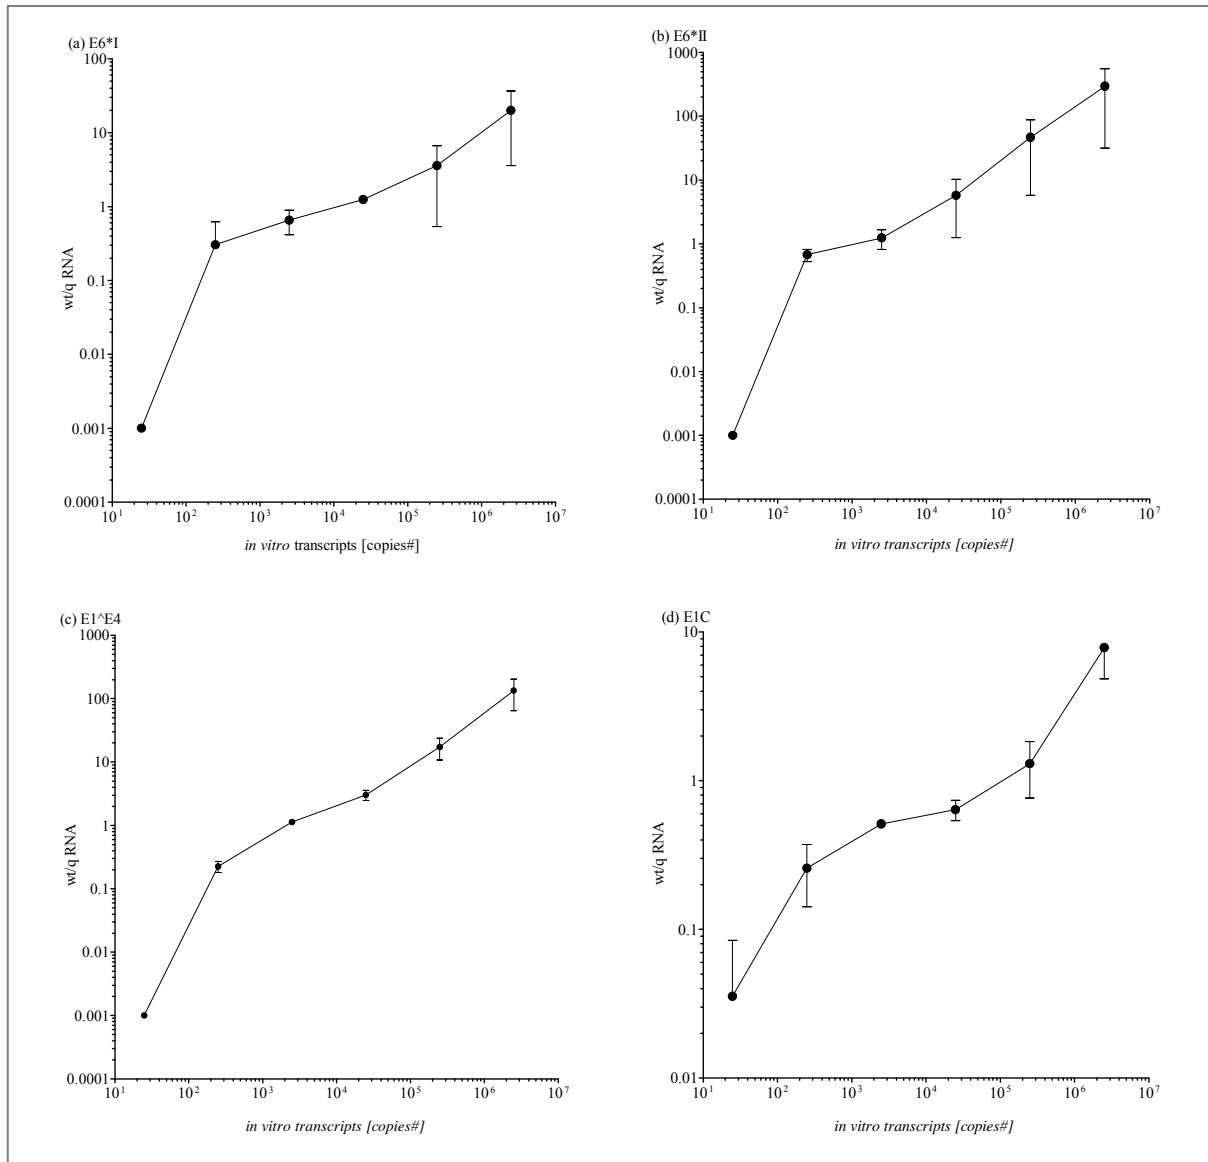 (a) E6*I
100
10
1
0.1
0.01
0.001
0.0001
wt/q RNA
10¹ 10² 10³ 10⁴ 10⁵ 10⁶ 10⁷
in vitro transcripts [copies#]
(b) E6*II
1000
100
10
1
0.1
0.01
0.001
0.0001
wt/q RNA
10¹ 10² 10³ 10⁴ 10⁵ 10⁶ 10⁷
in vitro transcripts [copies#]
(c) E1^E4
1000
100
10
1
0.1
0.01
0.001
0.0001
wt/q RNA
10¹ 10² 10³ 10⁴ 10⁵ 10⁶ 10⁷
in vitro transcripts [copies#]
(d) E1C
10
1
0.1
0.01
wt/q RNA
10¹ 10² 10³ 10⁴ 10⁵ 10⁶ 10⁷
in vitro transcripts [copies#]